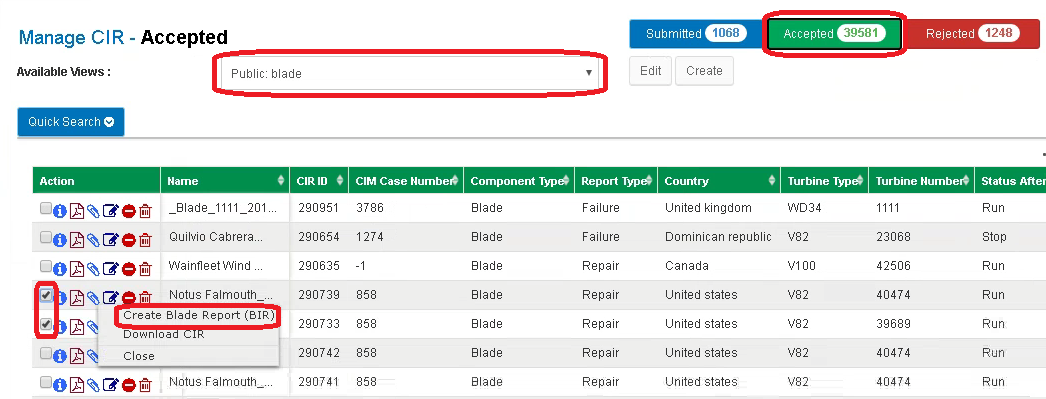 Manage CIR - Accepted
Submitted 1068 Accepted 39581 Rejected 1248
Available Views : Public: blade Edit Create
Quick Search
Action Name CIR ID CIM Case Number Component Type Report Type Country Turbine Type Turbine Number Status After
_Blade_1111_201... 290951 3786 Blade Failure United kingdom WD34 1111 Run
Quilvio Cabrera... 290654 1274 Blade Failure Dominican republic V82 23068 Stop
Wainfleet Wind ... 290635 -1 Blade Repair Canada V100 42506 Run
Notus Falmouth_... 290739 858 Blade Repair United states V82 40474 Run
Create Blade Report (BIR)
290733 858 Blade Repair United states V82 39689 Run
Download CIR
290742 858 Blade Repair United states V82 40474 Run
Close
Notus Falmouth_... 290741 858 Blade Repair United states V82 40474 Run